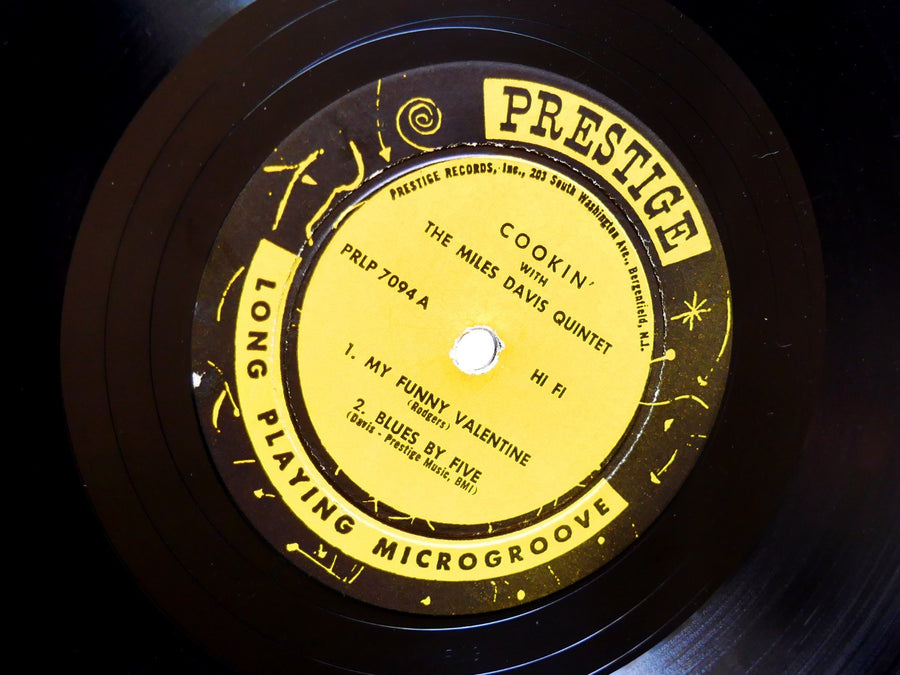 PRESTIGE
PRESTIGE RECORDS, Inc., 203 South Washington Ave., Bergenfield, N.J.
COOKIN'
WITH
THE MILES DAVIS QUINTET
PRLP 7094 A
HI FI
1. MY FUNNY VALENTINE
(Rodgers)
2. BLUES BY FIVE
(Davis - Prestige Music, BMI)
LONG PLAYING MICROGROOVE